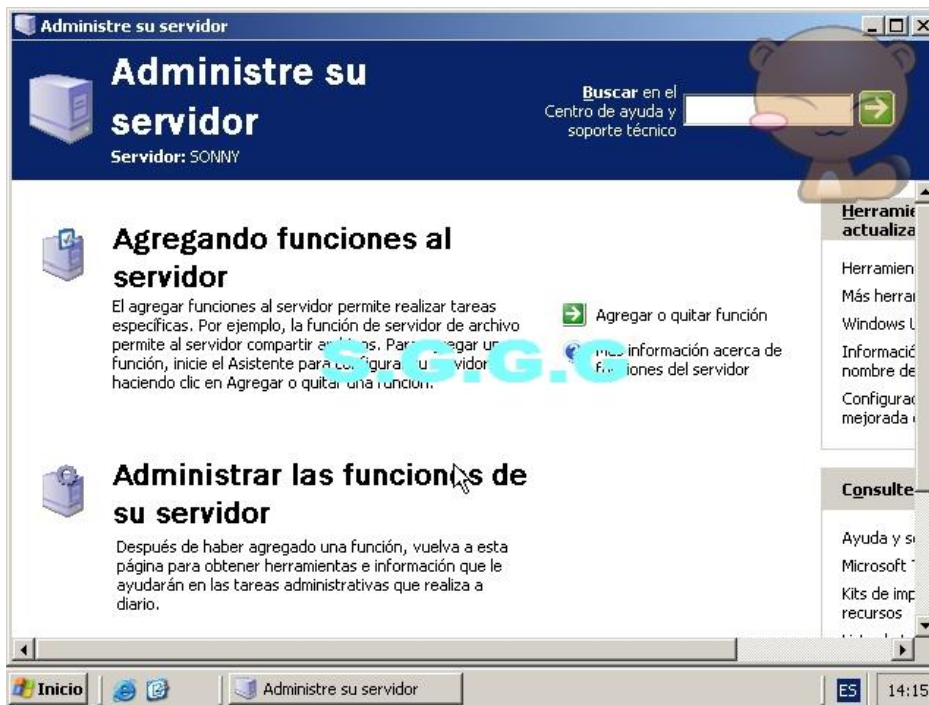 Administre su servidor
Administre su
servidor
Servidor: SONNY
Buscar en el
Centro de ayuda y
soporte técnico
Agregando funciones al
servidor
El agregar funciones al servidor permite realizar tareas
específicas. Por ejemplo, la función de servidor de archivo
permite al servidor compartir
función, inicie el Asistente para
haciendo clic en Agregar o quitar una función.
Agregar o quitar función
Más información acerca de
funciones del servidor
S.G.G.G
Administrar las funciones de
su servidor
Después de haber agregado una función, vuelva a esta
página para obtener herramientas e información que le
ayudarán en las tareas administrativas que realiza a
diario.
Herramie
actualiza
Herramien
Más herra
Windows
Informació
nombre de
Configurac
mejorada
Consulte
Ayuda y s
Microsoft
Kits de imp
recursos
Inicio
Administre su servidor
ES
14:15